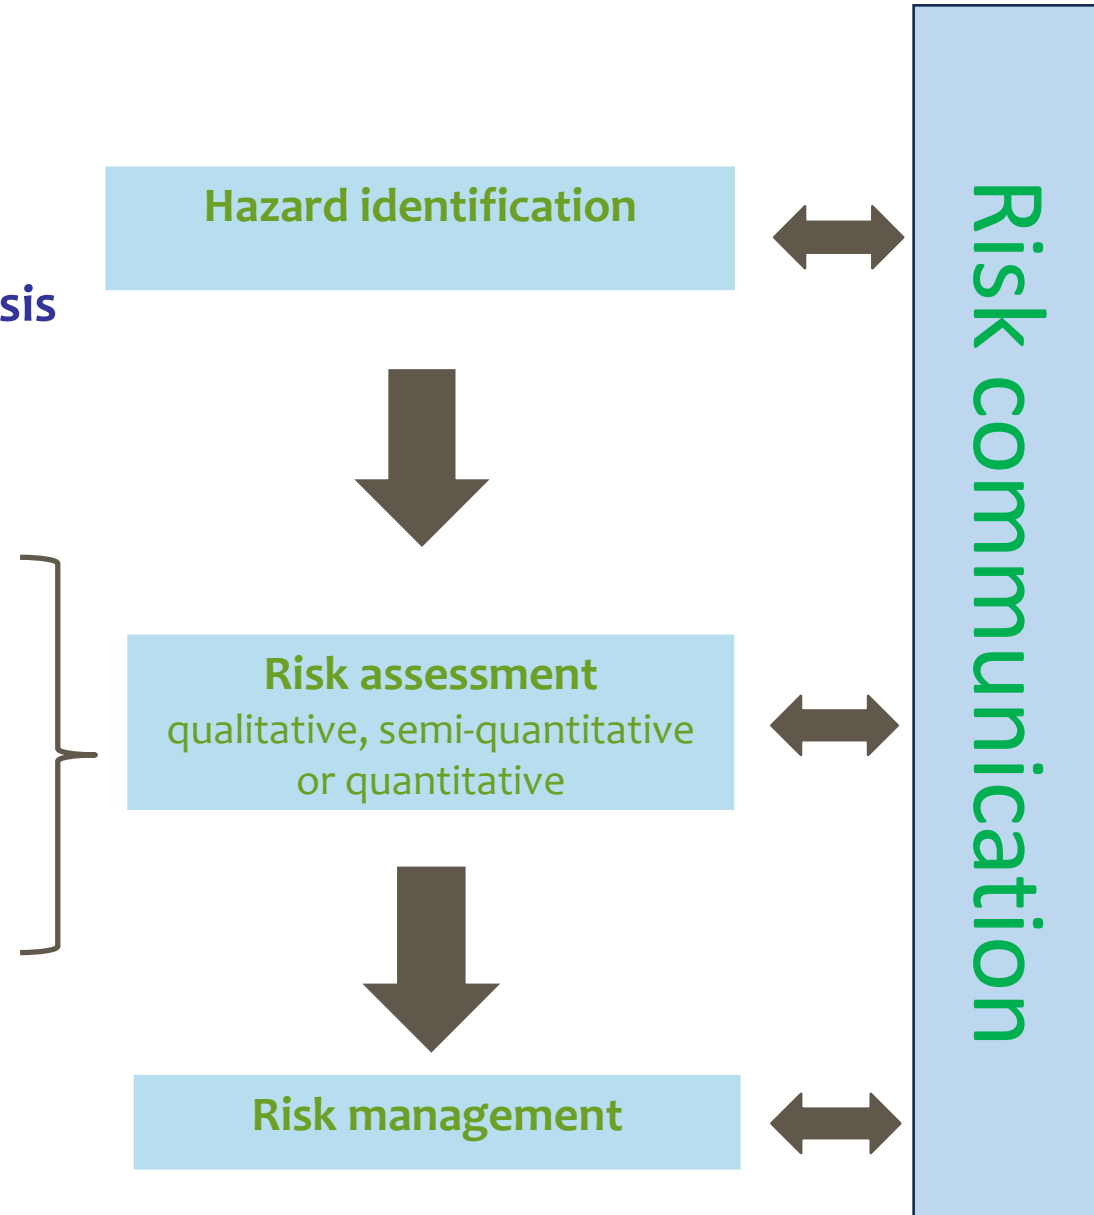 Hazard identification
sis
Risk assessment
qualitative, semi-quantitative
or quantitative
Risk management
Risk communication